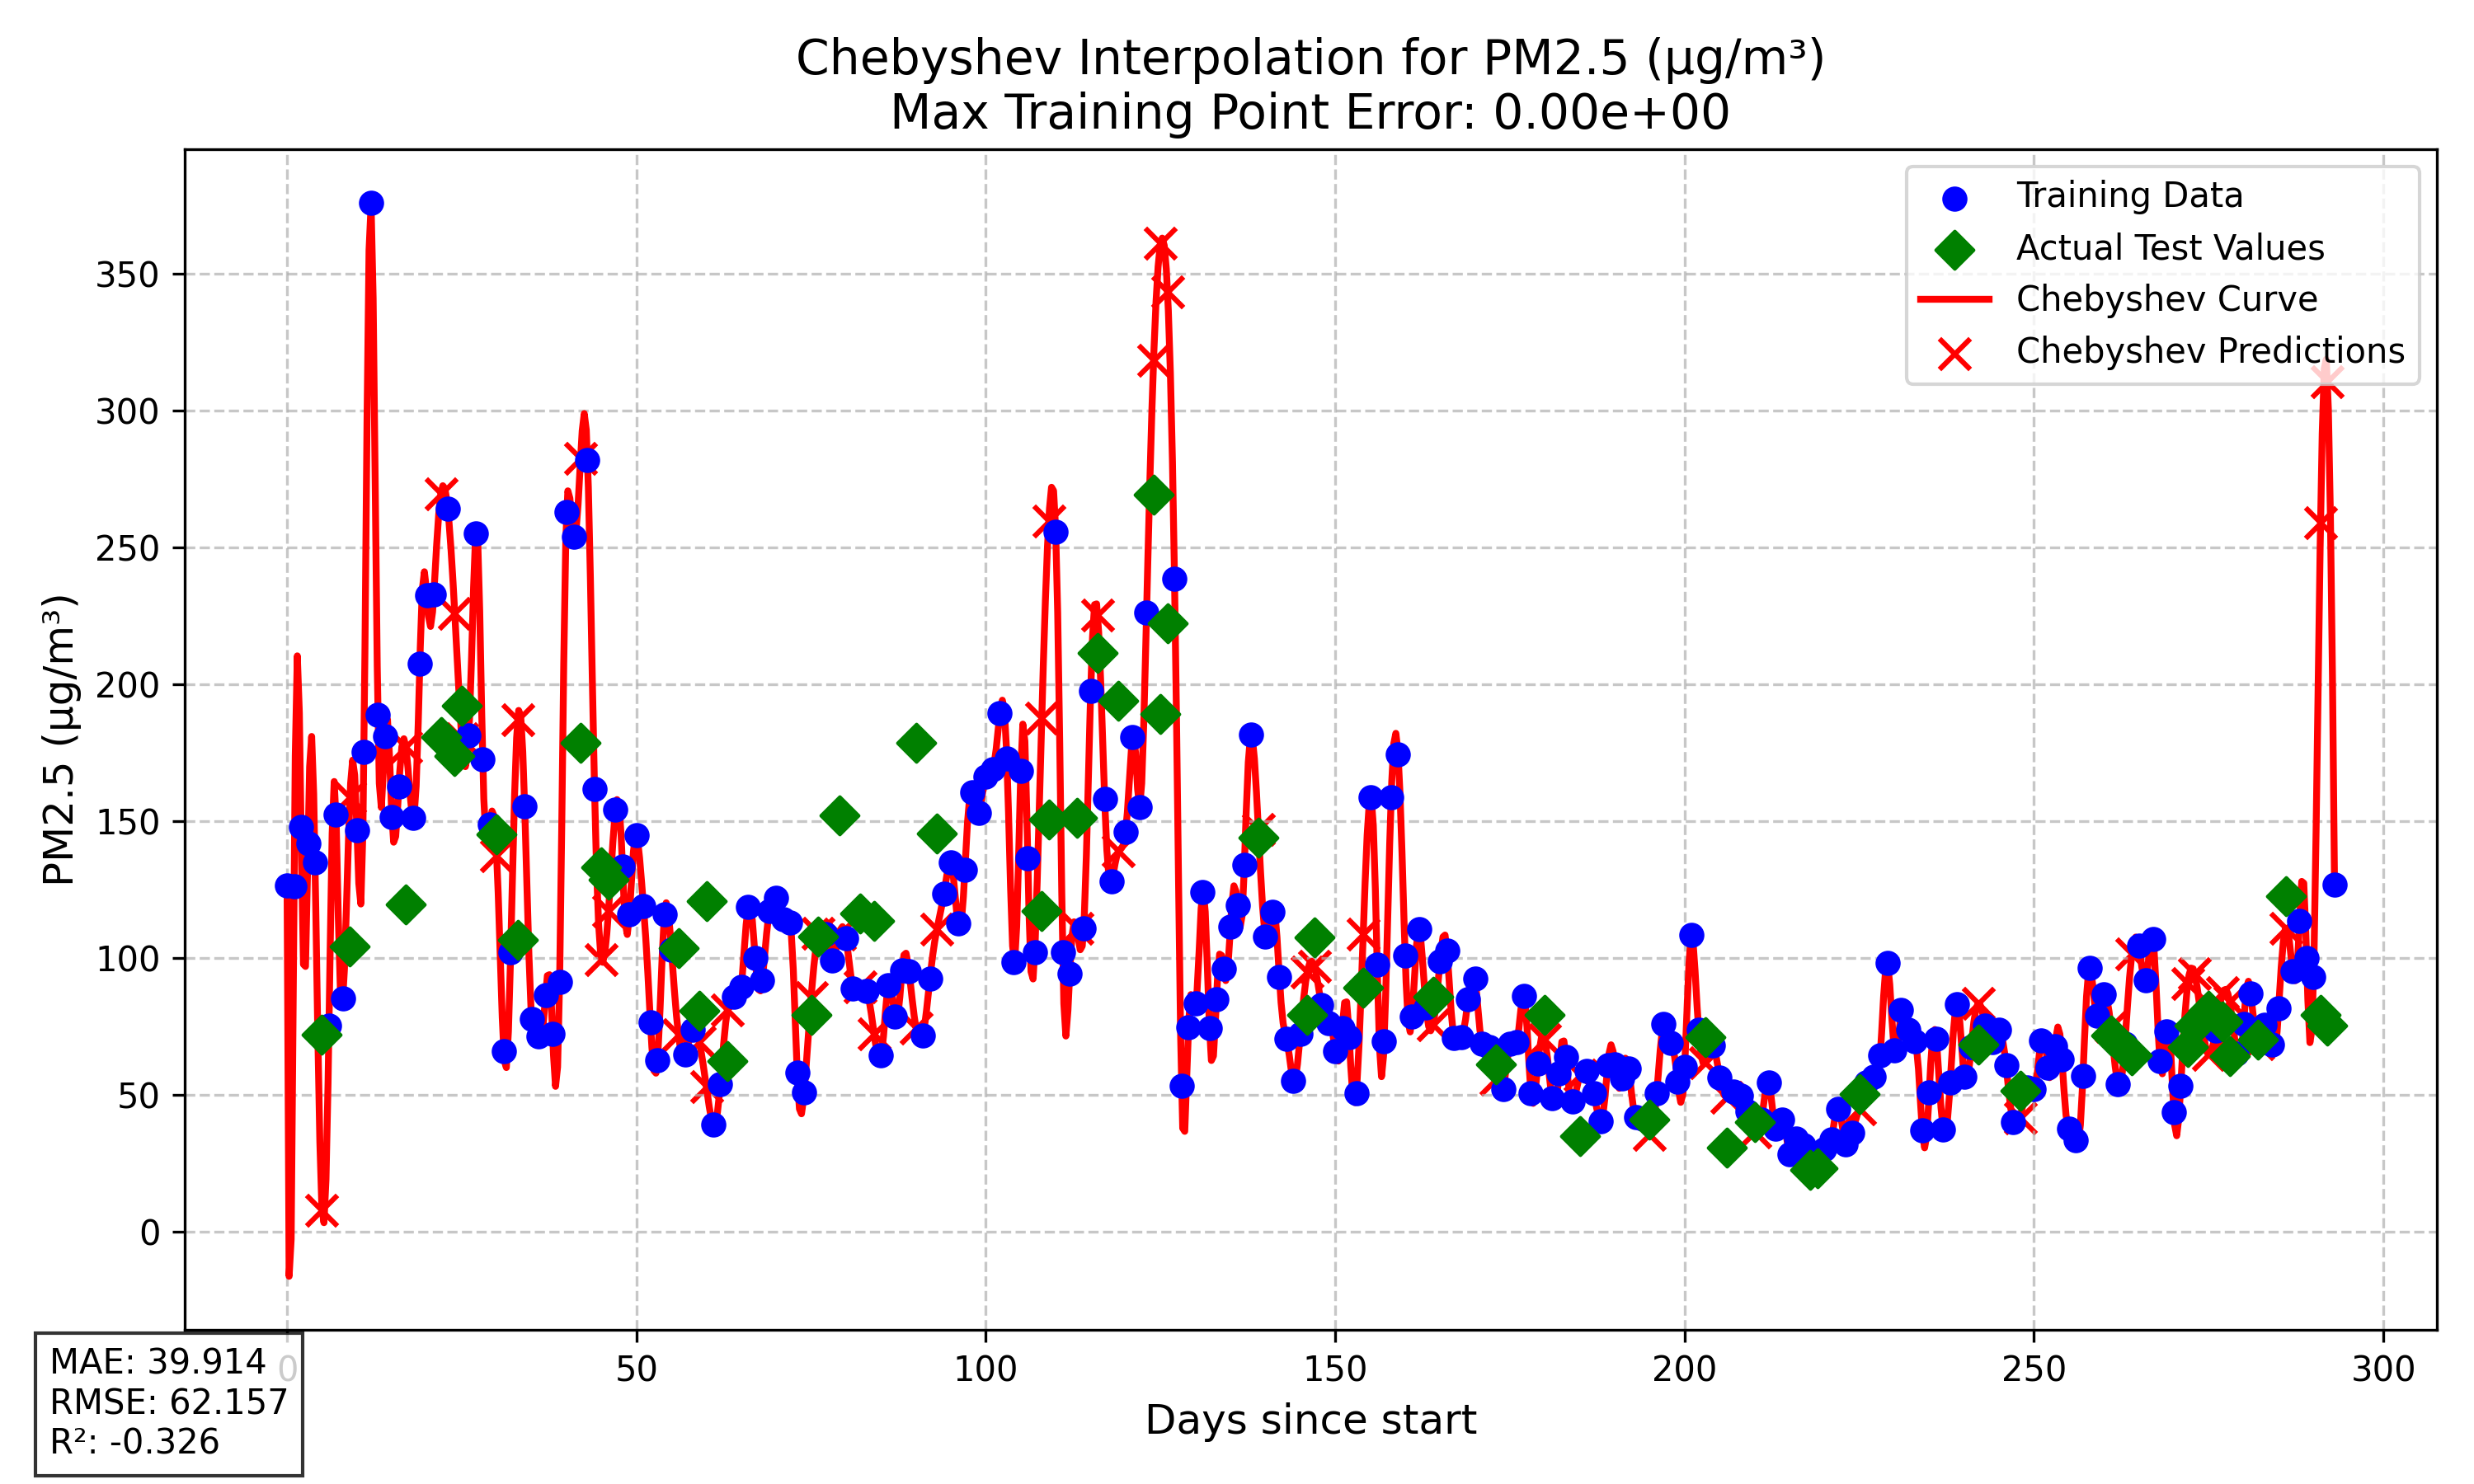 Chebyshev Interpolation for PM2.5 (µg/m³)
Max Training Point Error: 0.00e+00
Training Data
Actual Test Values
Chebyshev Curve
Chebyshev Predictions
PM2.5 (µg/m³)
350
300
250
200
150
100
50
0
0
50
100
150
200
250
300
Days since start
MAE: 39.914
RMSE: 62.157
R²: -0.326